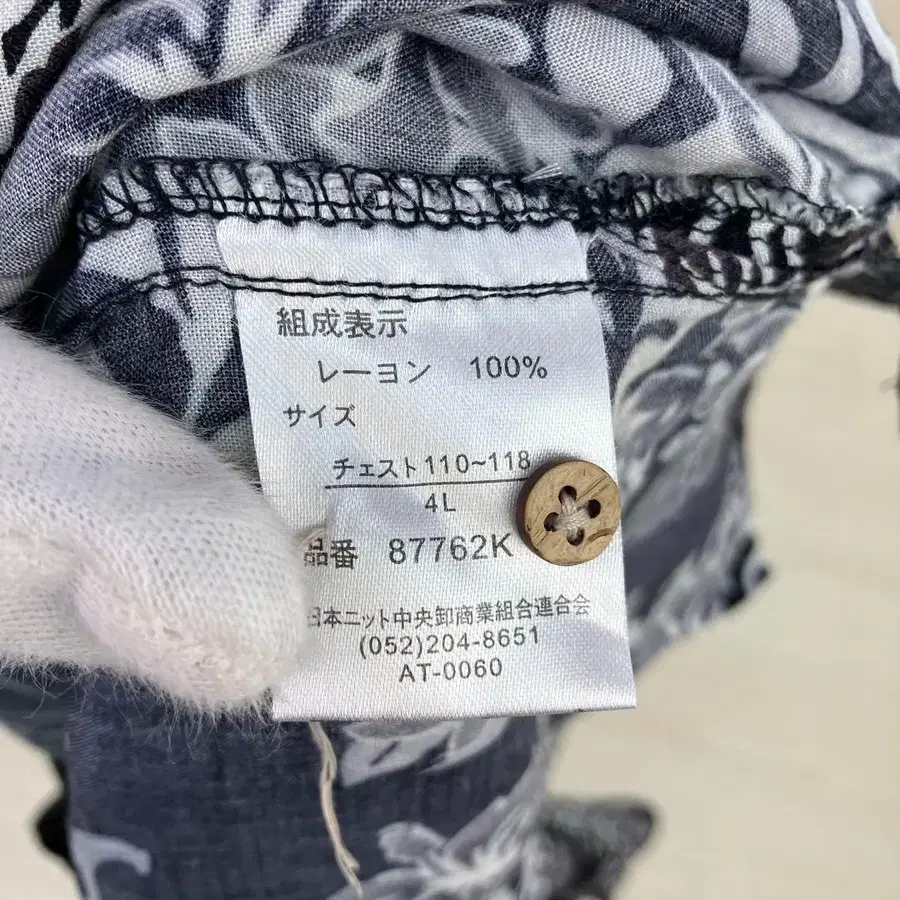 組成表示
レーヨン 100%
サイズ
チェスト110~118
4L
品番 87762K
日本ニット中央卸商業組合連合会
(052)204-8651
AT-0060